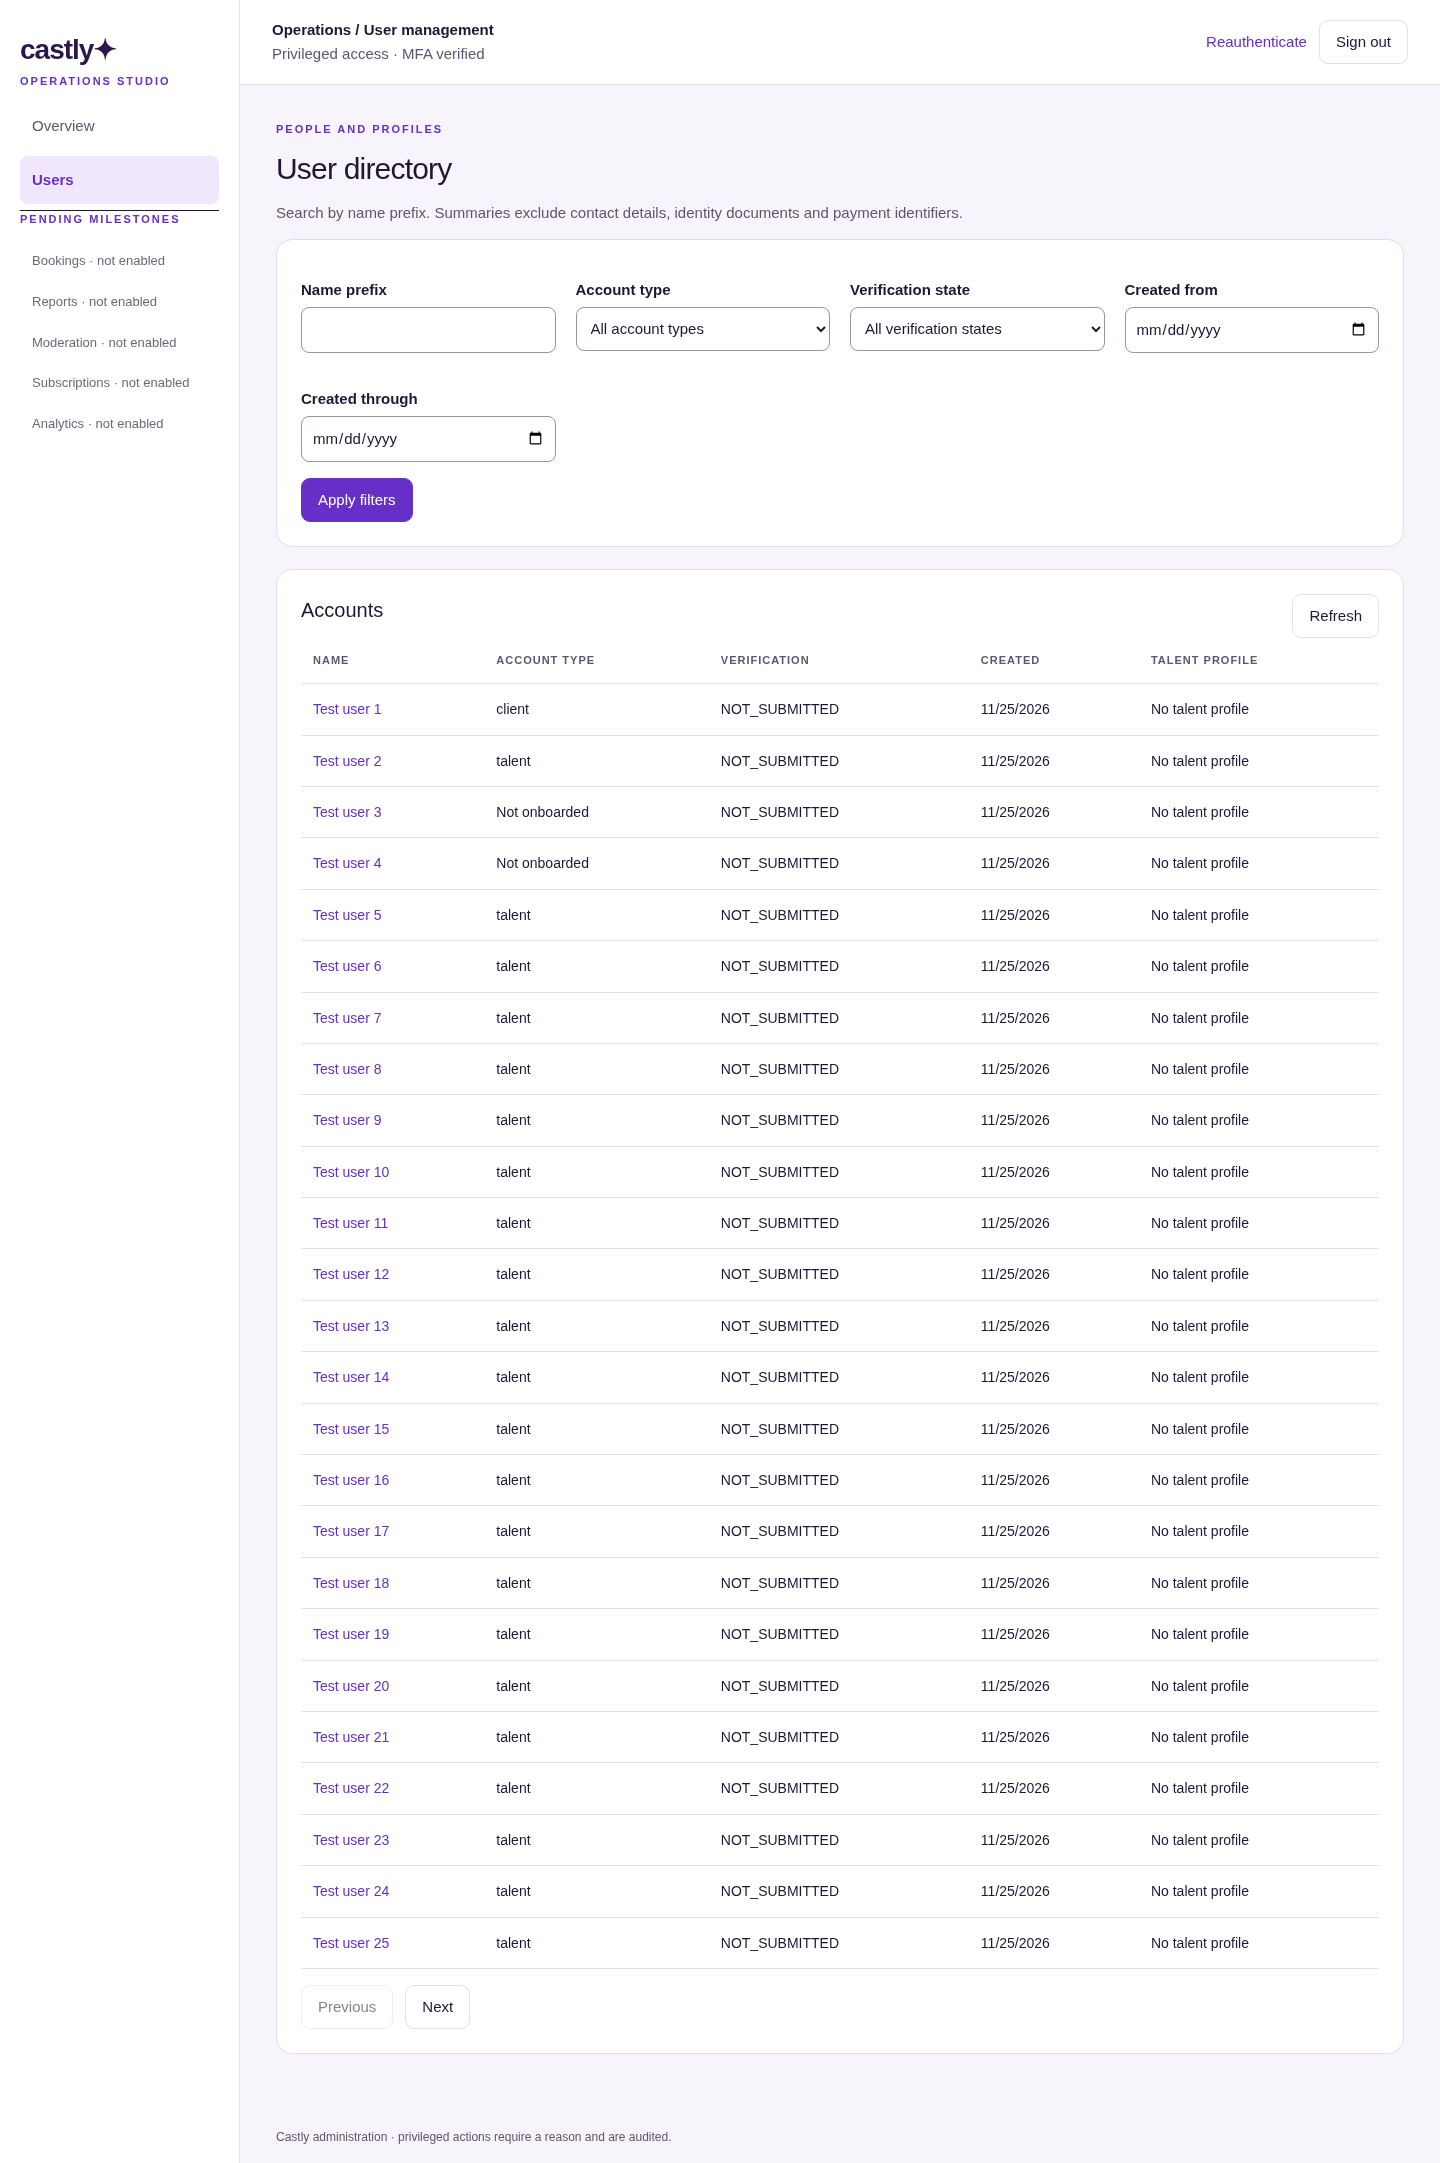 castly✦
OPERATIONS STUDIO
Overview
Users
PENDING MILESTONES
Bookings · not enabled
Reports · not enabled
Moderation · not enabled
Subscriptions · not enabled
Analytics · not enabled
Operations / User management
Privileged access · MFA verified
Reauthenticate
Sign out
PEOPLE AND PROFILES
User directory
Search by name prefix. Summaries exclude contact details, identity documents and payment identifiers.
Name prefix Account type Verification state Created from
All account types All verification states mm/dd/yyyy
Created through
mm/dd/yyyy
Apply filters
Accounts
Refresh
NAME ACCOUNT TYPE VERIFICATION CREATED TALENT PROFILE
Test user 1 client NOT_SUBMITTED 11/25/2026 No talent profile
Test user 2 talent NOT_SUBMITTED 11/25/2026 No talent profile
Test user 3 Not onboarded NOT_SUBMITTED 11/25/2026 No talent profile
Test user 4 Not onboarded NOT_SUBMITTED 11/25/2026 No talent profile
Test user 5 talent NOT_SUBMITTED 11/25/2026 No talent profile
Test user 6 talent NOT_SUBMITTED 11/25/2026 No talent profile
Test user 7 talent NOT_SUBMITTED 11/25/2026 No talent profile
Test user 8 talent NOT_SUBMITTED 11/25/2026 No talent profile
Test user 9 talent NOT_SUBMITTED 11/25/2026 No talent profile
Test user 10 talent NOT_SUBMITTED 11/25/2026 No talent profile
Test user 11 talent NOT_SUBMITTED 11/25/2026 No talent profile
Test user 12 talent NOT_SUBMITTED 11/25/2026 No talent profile
Test user 13 talent NOT_SUBMITTED 11/25/2026 No talent profile
Test user 14 talent NOT_SUBMITTED 11/25/2026 No talent profile
Test user 15 talent NOT_SUBMITTED 11/25/2026 No talent profile
Test user 16 talent NOT_SUBMITTED 11/25/2026 No talent profile
Test user 17 talent NOT_SUBMITTED 11/25/2026 No talent profile
Test user 18 talent NOT_SUBMITTED 11/25/2026 No talent profile
Test user 19 talent NOT_SUBMITTED 11/25/2026 No talent profile
Test user 20 talent NOT_SUBMITTED 11/25/2026 No talent profile
Test user 21 talent NOT_SUBMITTED 11/25/2026 No talent profile
Test user 22 talent NOT_SUBMITTED 11/25/2026 No talent profile
Test user 23 talent NOT_SUBMITTED 11/25/2026 No talent profile
Test user 24 talent NOT_SUBMITTED 11/25/2026 No talent profile
Test user 25 talent NOT_SUBMITTED 11/25/2026 No talent profile
Previous Next
Castly administration · privileged actions require a reason and are audited.